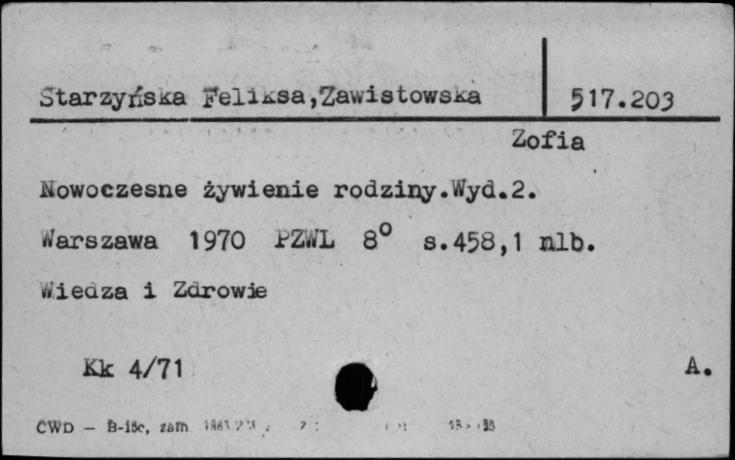 Starzyńska Feliksa,Zawistowska 517.203
Zofia
Nowoczesne żywienie rodziny.Wyd.2.
Warszawa 1970 PZWL 8° s.458,1 nlb.
Wiedza i Zdrowie
Kk 4/71 A.
CWD — B-15c, zam.